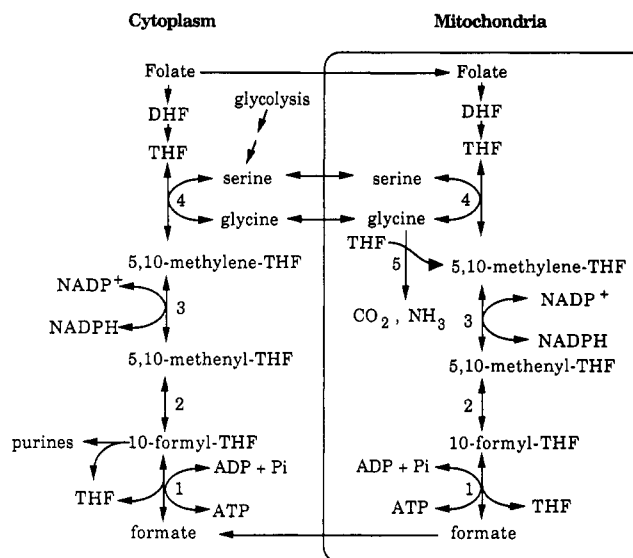 Cytoplasm Mitochondria
Folate Folate
glycolysis
DHF DHF
THF THF
serine serine
4 4
glycine glycine
THF
5
5,10-methylene-THF 5,10-methylene-THF
NADP+ NADP+
3 CO2 , NH3 3
NADPH NADPH
5,10-methenyl-THF 5,10-methenyl-THF
2 2
purines 10-formyl-THF 10-formyl-THF
ADP + Pi ADP + Pi
THF 1 1 THF
ATP ATP
formate formate